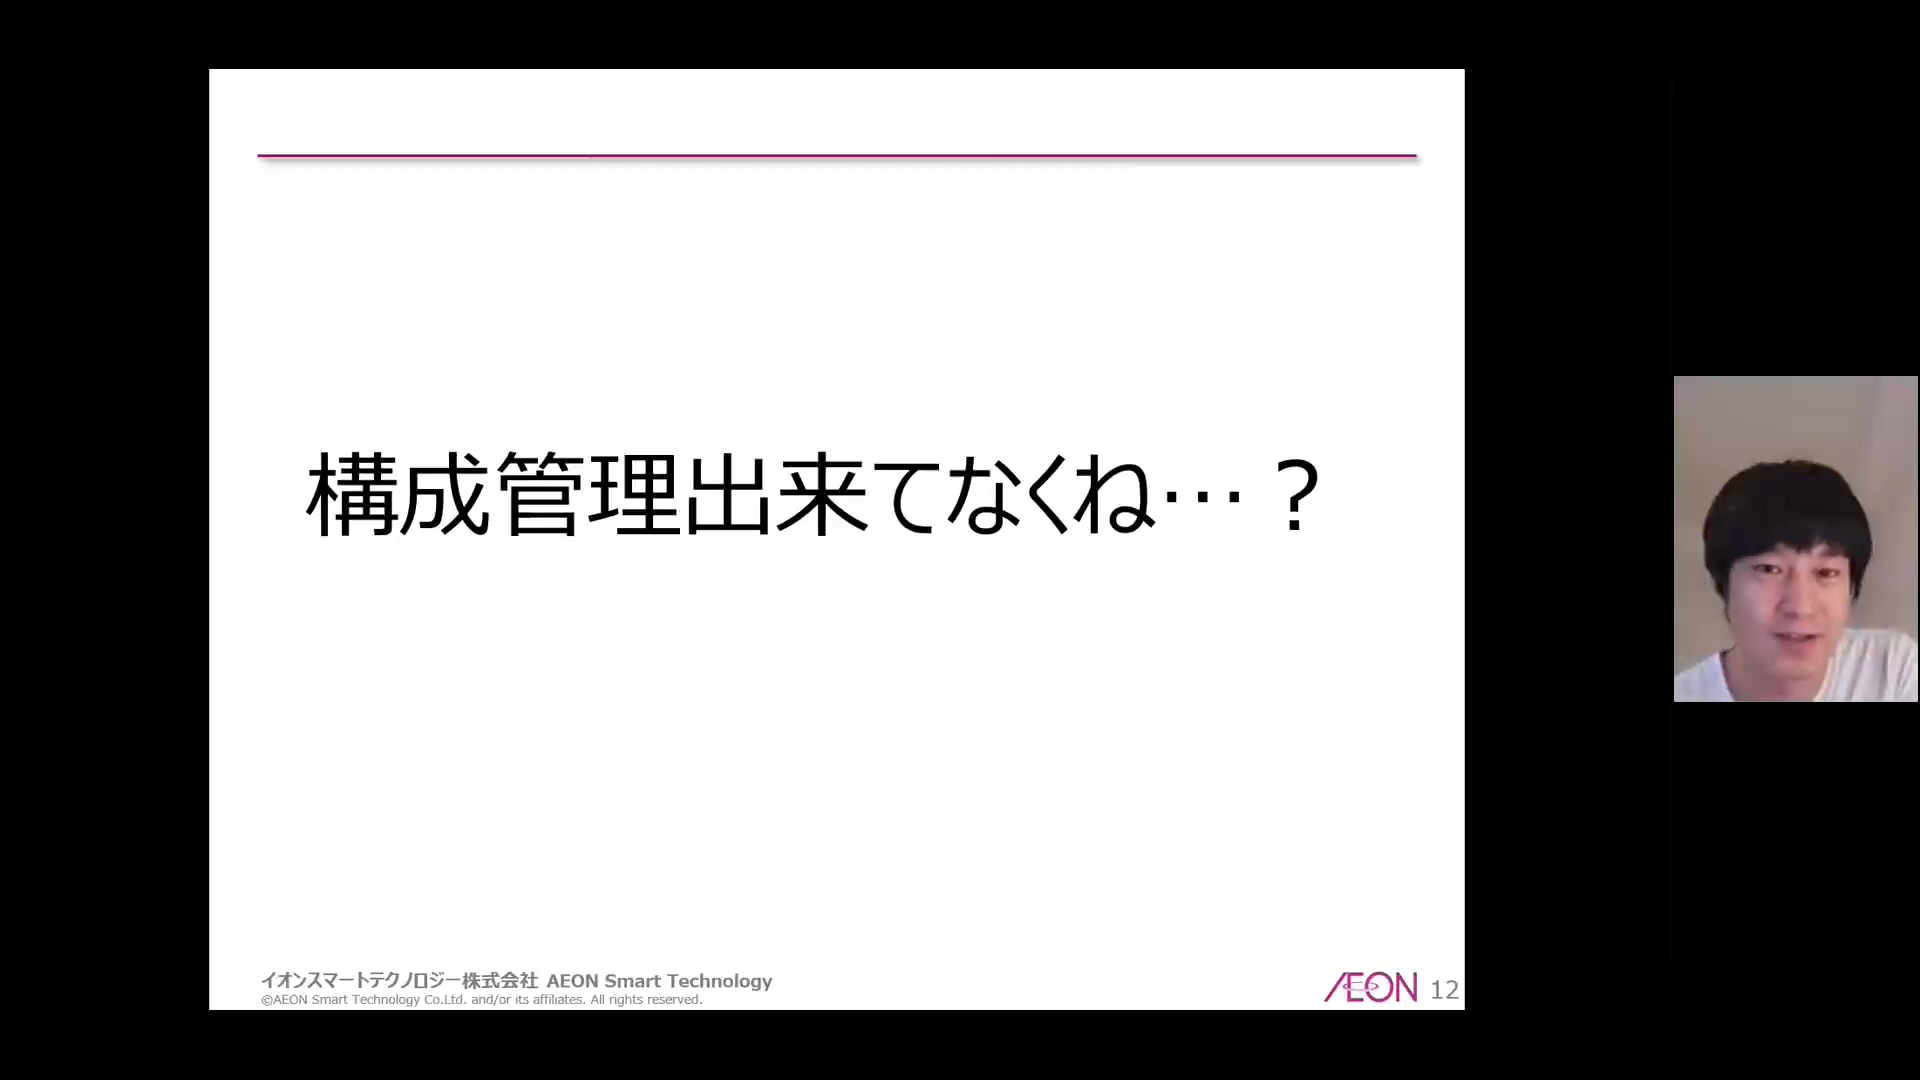 構成管理出来てなくね…？
イオンスマートテクノロジー株式会社 AEON Smart Technology
©AEON Smart Technology Co.Ltd. and/or its affiliates. All rights reserved.
ÆON 12